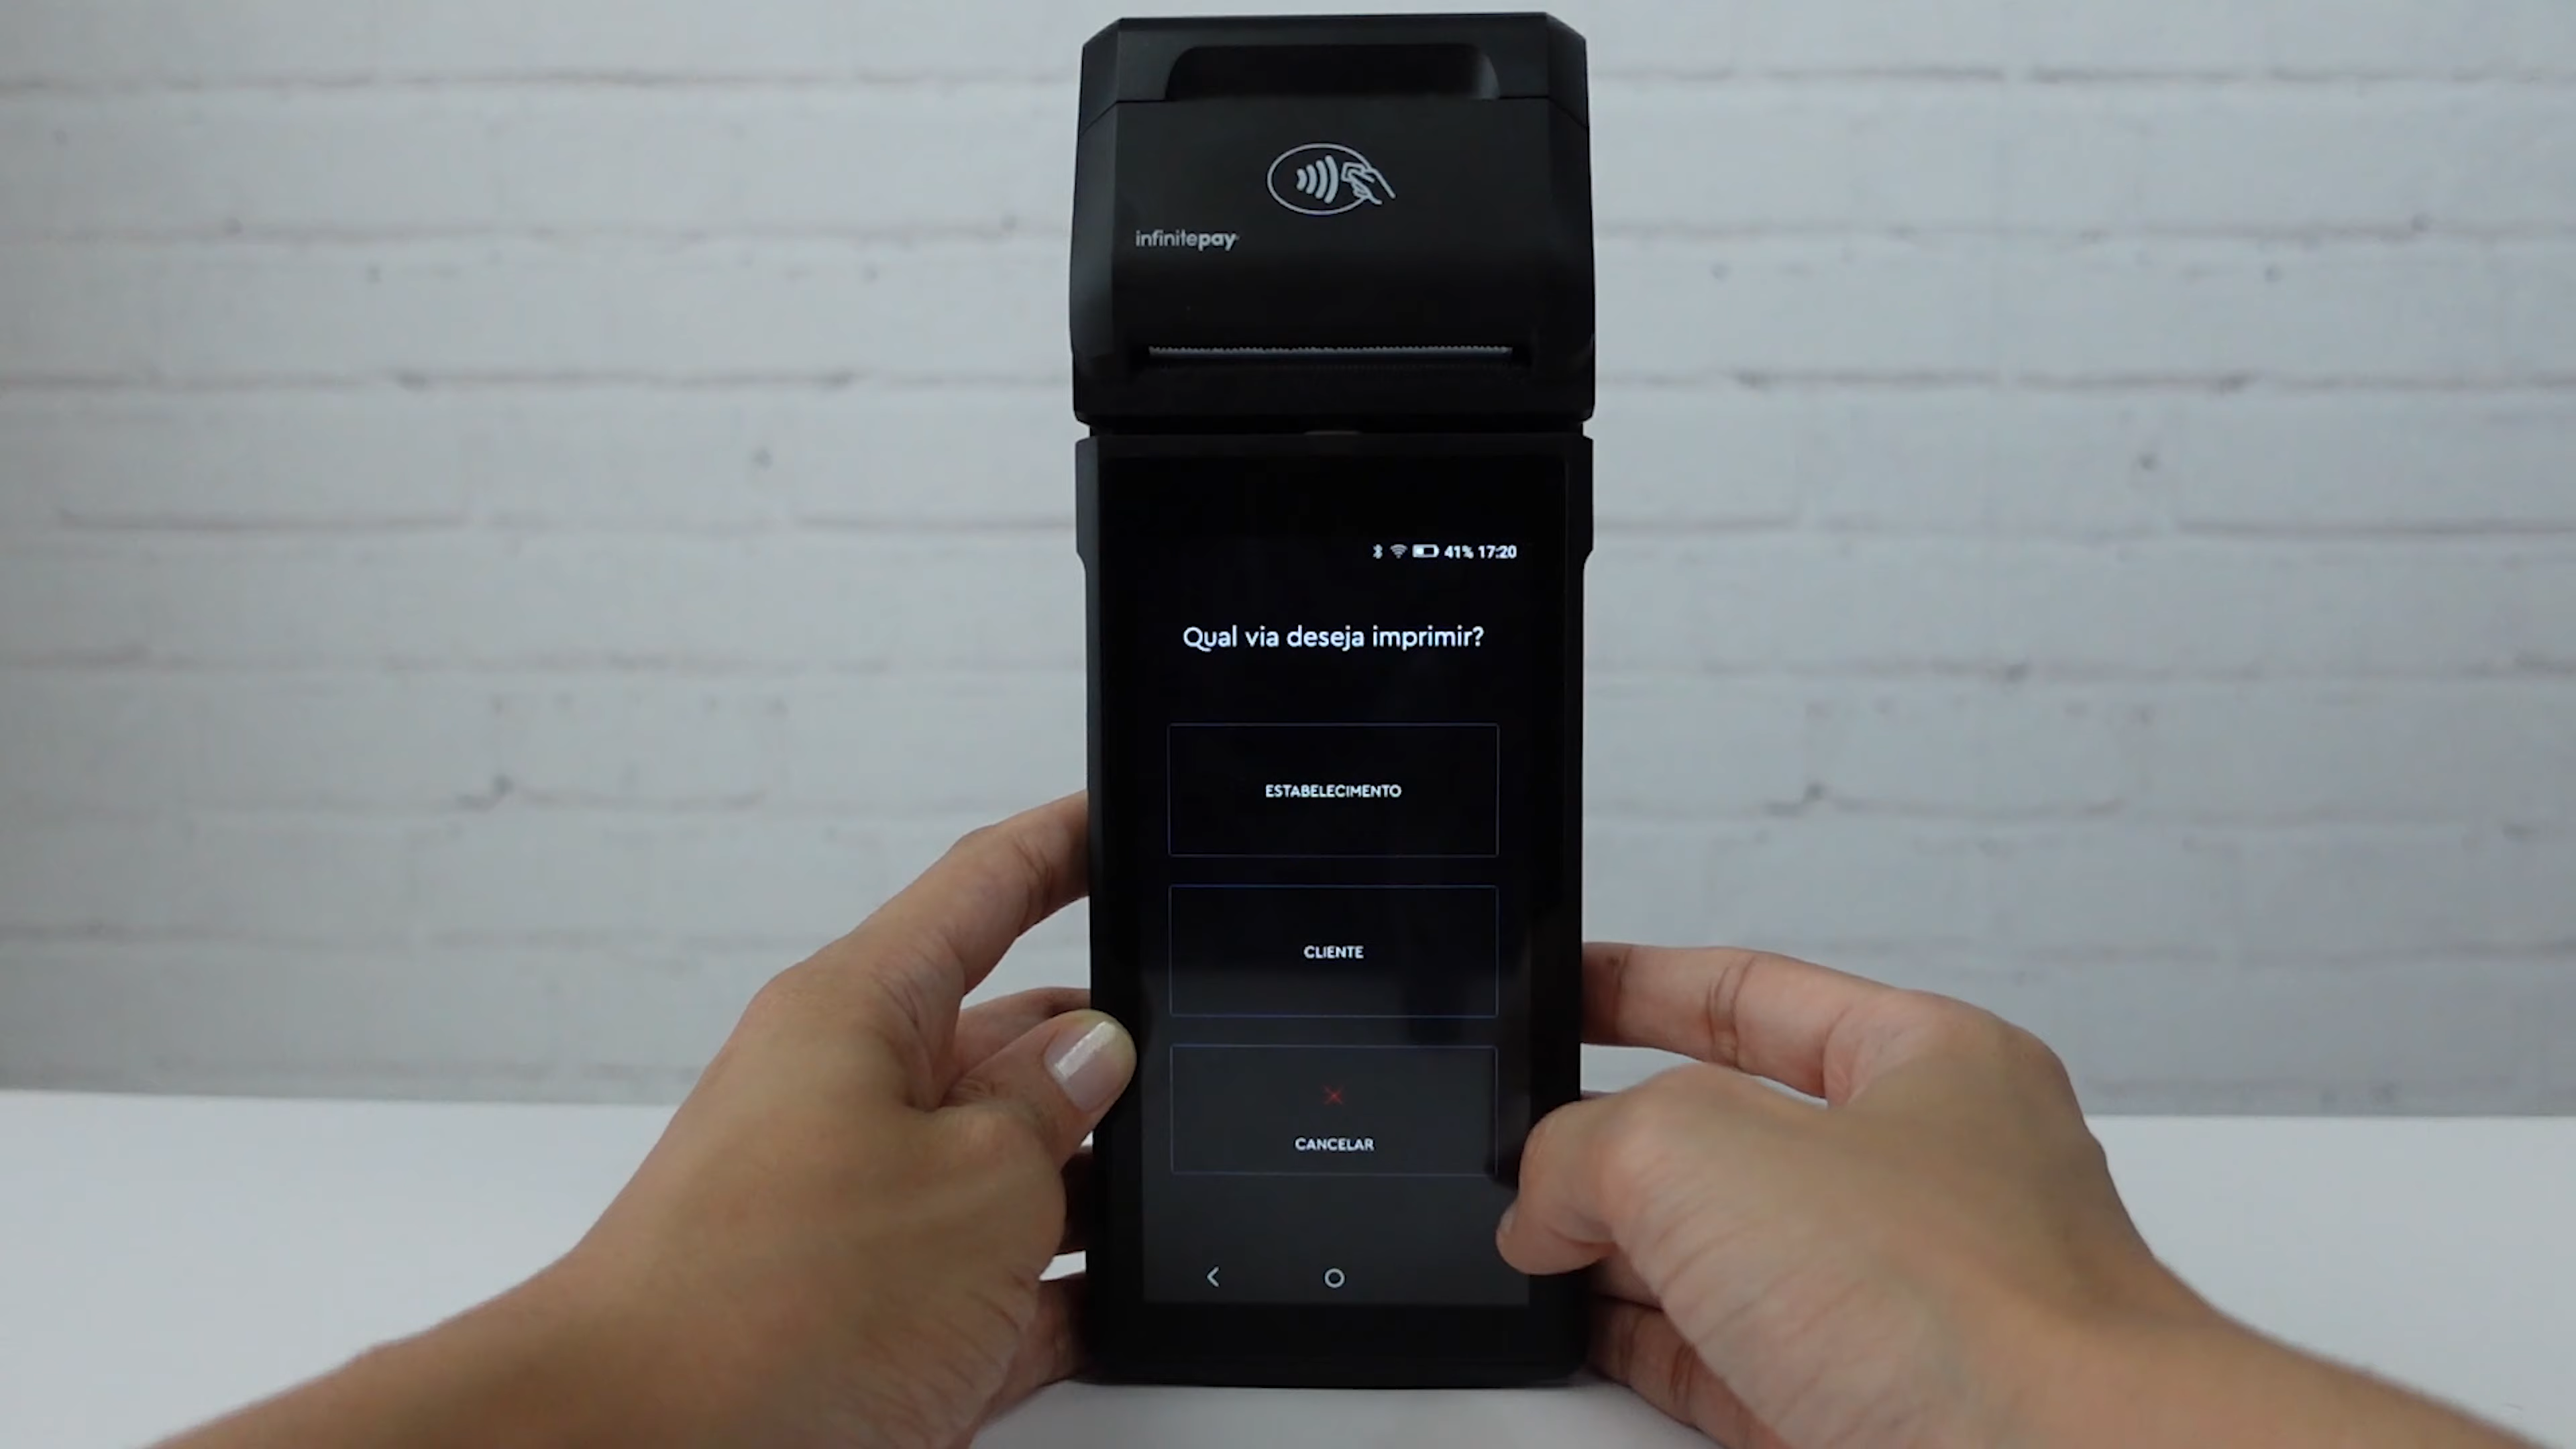 infinitepay
41% 17:20
Qual via deseja imprimir?
ESTABELECIMENTO
CLIENTE
CANCELAR